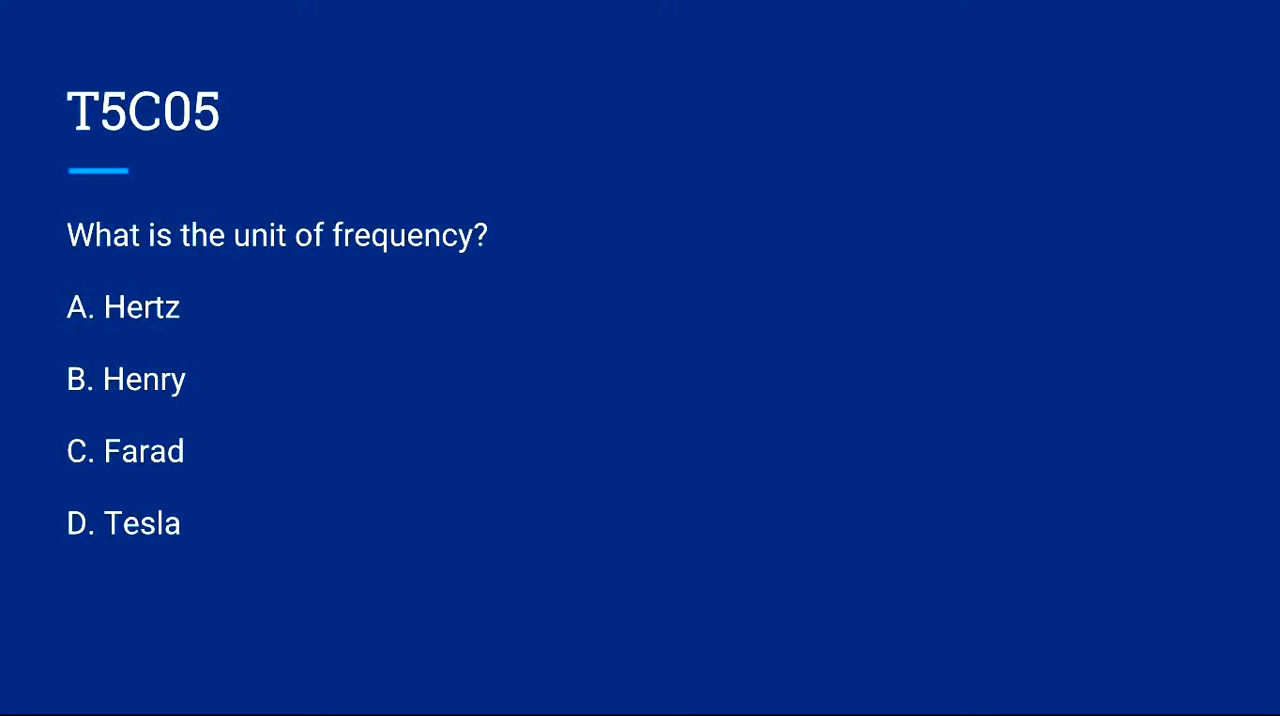 T5C05
What is the unit of frequency?
A. Hertz
B. Henry
C. Farad
D. Tesla